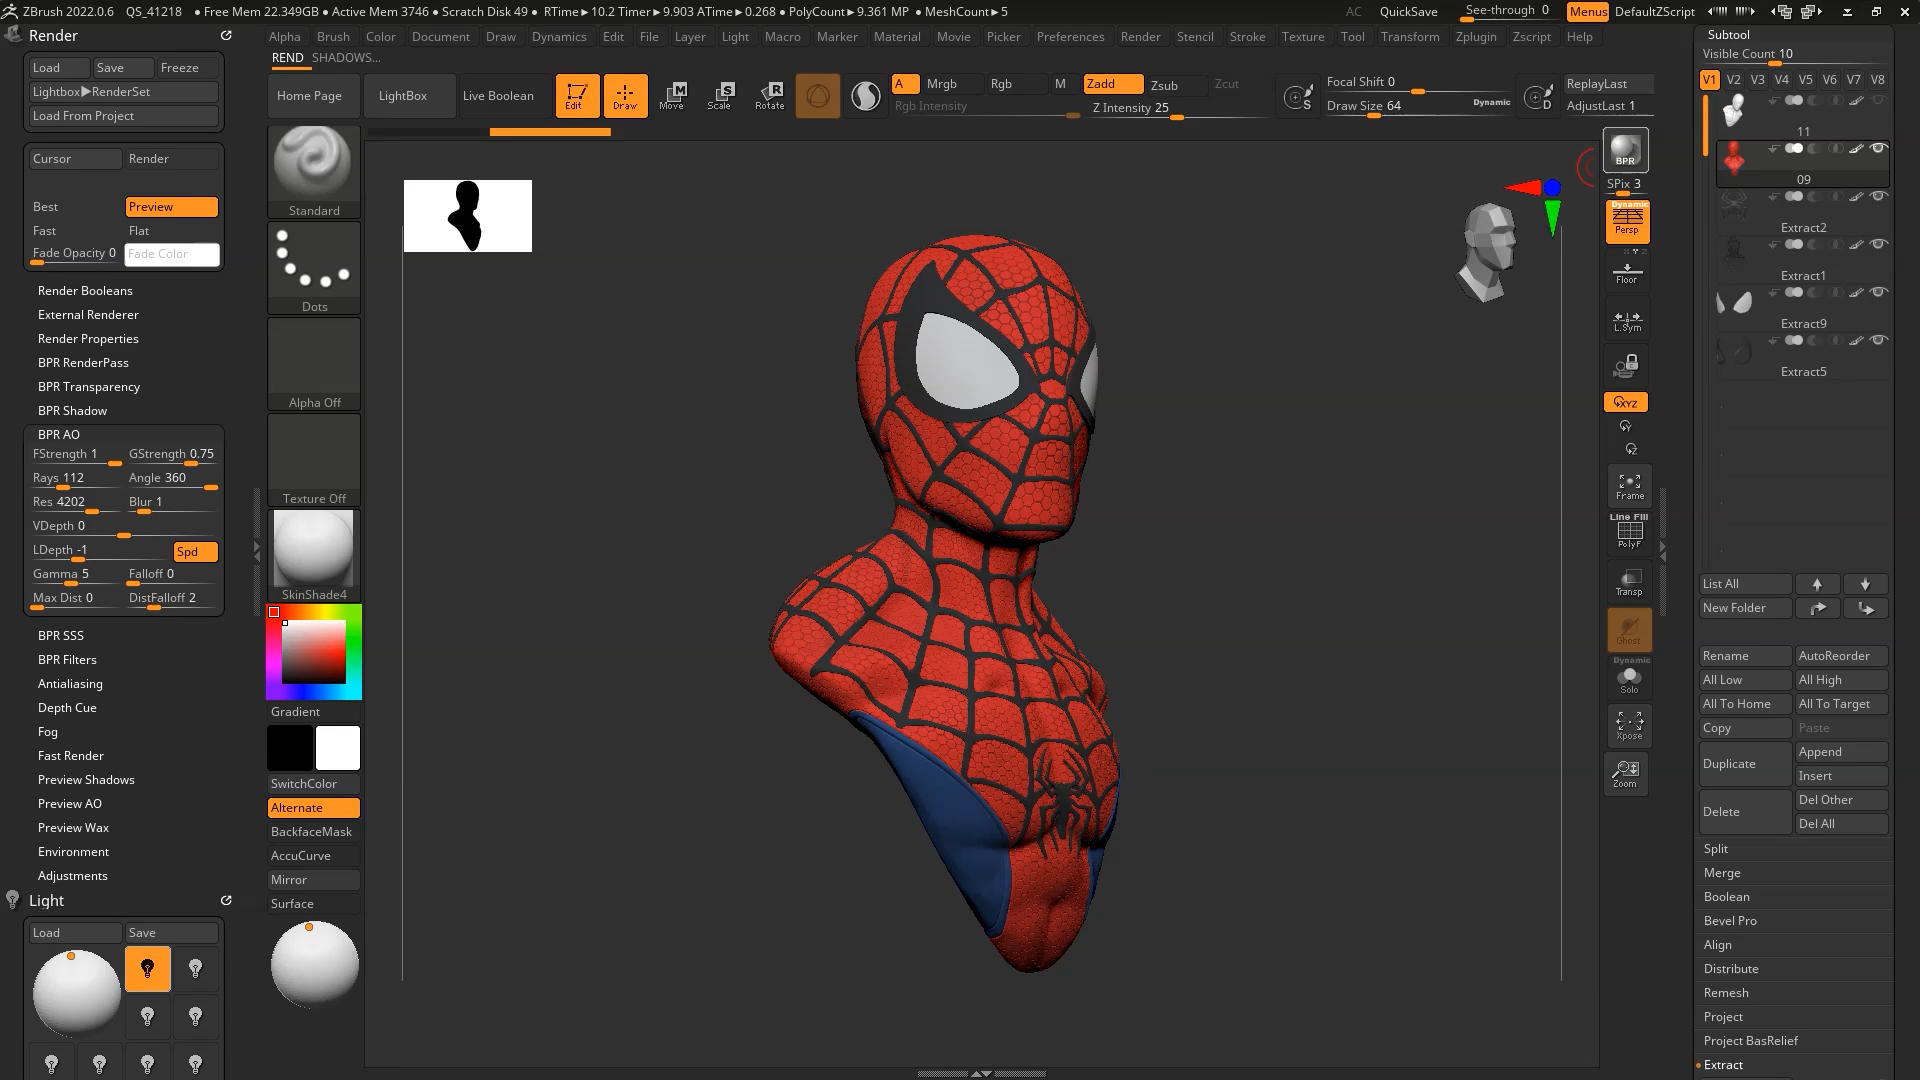 ZBrush 2022.0.6 QS_41218 • Free Mem 22.349GB • Active Mem 3746 • Scratch Disk 49 • RTime►10.2 Timer►9.903 ATime►0.268 • PolyCount►9.361 MP • MeshCount►5 AC QuickSave See-through 0 Menus DefaultZScript
Render
Alpha Brush Color Document Draw Dynamics Edit File Layer Light Macro Marker Material Movie Picker Preferences Render Stencil Stroke Texture Tool Transform Zplugin Zscript Help
REND SHADOWS...
Load Save Freeze
Lightbox►RenderSet
Load From Project
Cursor Render
Best Preview
Fast Flat
Fade Opacity 0 Fade Color
Render Booleans
External Renderer
Render Properties
BPR RenderPass
BPR Transparency
BPR Shadow
BPR AO
FStrength 1 GStrength 0.75
Rays 112 Angle 360
Res 4202 Blur 1
VDepth 0
LDepth -1 Spd
Gamma 5 Falloff 0
Max Dist 0 DistFalloff 2
BPR SSS
BPR Filters
Antialiasing
Depth Cue
Fog
Fast Render
Preview Shadows
Preview AO
Preview Wax
Environment
Adjustments
Light
Load Save
Home Page LightBox Live Boolean Edit Draw Move Scale Rotate
M S R
A Mrgb Rgb M Zadd Zsub Zcut
Rgb Intensity Z Intensity 25
S Focal Shift 0
Draw Size 64 Dynamic D
ReplayLast
AdjustLast 1
Standard
Dots
Alpha Off
Texture Off
SkinShade4
Gradient
SwitchColor
Alternate
BackfaceMask
AccuCurve
Mirror
Surface
BPR
SPix 3
Dynamic
Persp
Floor
L.Sym
XYZ
Y
Z
Frame
Line Fill
PolyF
Transp
Ghost
Dynamic
Solo
Xpose
Zoom
Subtool
Visible Count 10
V1 V2 V3 V4 V5 V6 V7 V8
11
09
Extract2
Extract1
Extract9
Extract5
List All
New Folder
Rename AutoReorder
All Low All High
All To Home All To Target
Copy Paste
Duplicate Append
Insert
Delete Del Other
Del All
Split
Merge
Boolean
Bevel Pro
Align
Distribute
Remesh
Project
Project BasRelief
Extract